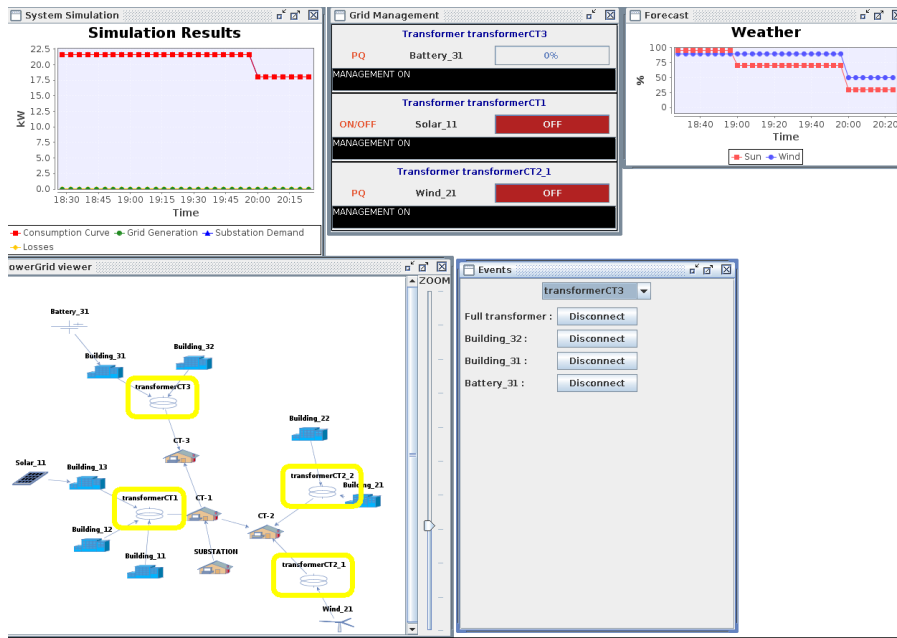 System Simulation
Simulation Results
22.5
20.0
17.5
15.0
12.5
10.0
7.5
5.0
2.5
0.0
kW
18:30 18:45 19:00 19:15 19:30 19:45 20:00 20:15
Time
Consumption Curve Grid Generation Substation Demand
Losses
Grid Management
Transformer transformerCT3
PQ Battery_31 0%
MANAGEMENT ON
Transformer transformerCT1
ON/OFF Solar_11 OFF
MANAGEMENT ON
Transformer transformerCT2_1
PQ Wind_21 OFF
MANAGEMENT ON
Forecast
Weather
100
75
50
25
0
%
18:40 19:00 19:20 19:40 20:00 20:20
Time
Sun Wind
owerGrid viewer
ZOOM
Battery_31
Building_31
Building_32
transformerCT3
Building_22
CT-3
Solar_11
Building_13
transformerCT2_2
Building_21
transformerCT1
CT-1
CT-2
Building_12
Building_11
SUBSTATION
transformerCT2_1
Wind_21
Events
transformerCT3
Full transformer : Disconnect
Building_32 : Disconnect
Building_31 : Disconnect
Battery_31 : Disconnect